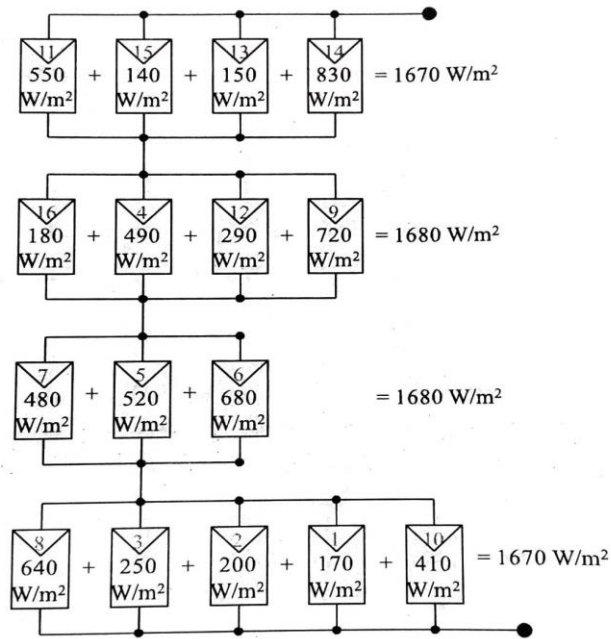 11 15 13 14
550 + 140 + 150 + 830 = 1670 W/m²
W/m² W/m² W/m² W/m²
16 4 12 9
180 + 490 + 290 + 720 = 1680 W/m²
W/m² W/m² W/m² W/m²
7 5 6
480 + 520 + 680 = 1680 W/m²
W/m² W/m² W/m²
8 3 2 1 10
640 + 250 + 200 + 170 + 410 = 1670 W/m²
W/m² W/m² W/m² W/m² W/m²